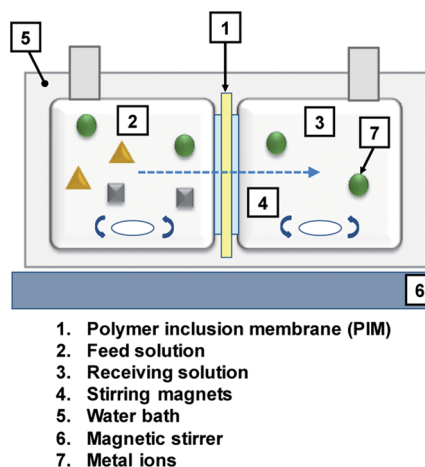 1
5
2
3
7
4
6
1. Polymer inclusion membrane (PIM)
2. Feed solution
3. Receiving solution
4. Stirring magnets
5. Water bath
6. Magnetic stirrer
7. Metal ions